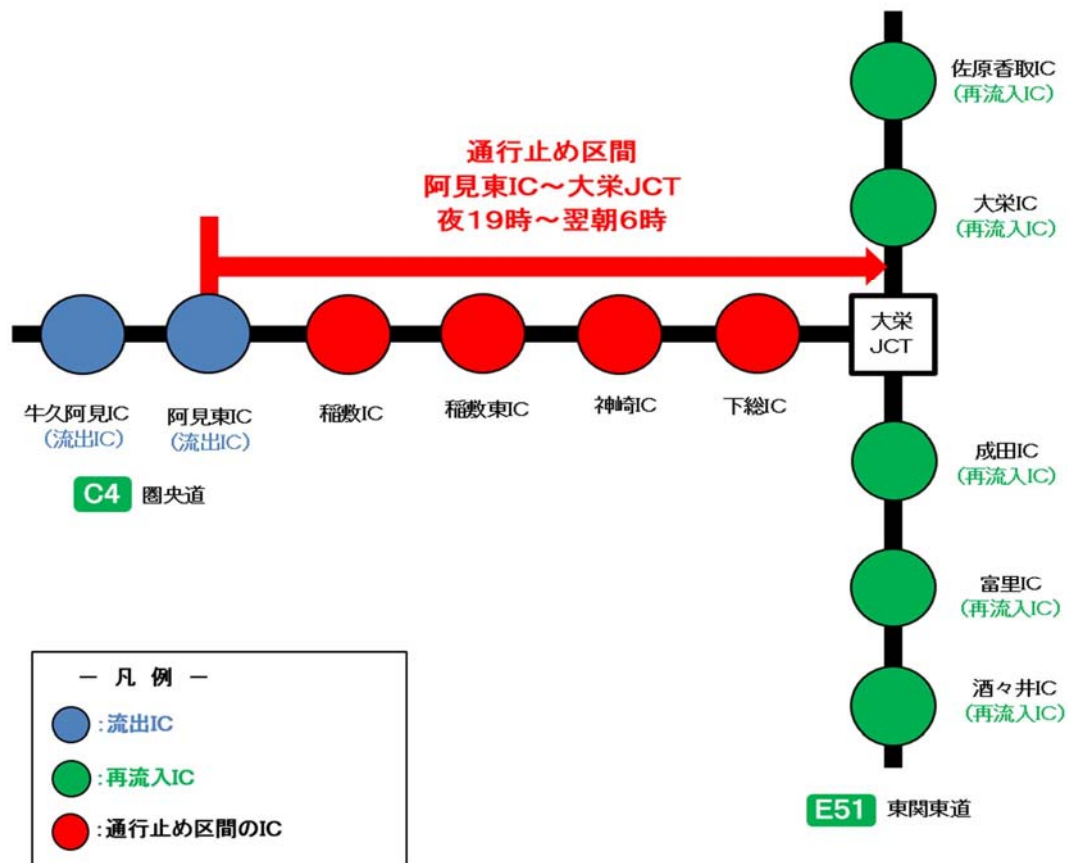 佐原香取IC
(再流入IC)
通行止め区間
阿見東IC～大栄JCT
夜19時～翌朝6時
大栄IC
(再流入IC)
大栄
JCT
牛久阿見IC
(流出IC)
阿見東IC
(流出IC)
稲敷IC
稲敷東IC
神崎IC
下総IC
C4 圏央道
成田IC
(再流入IC)
富里IC
(再流入IC)
酒々井IC
(再流入IC)
E51 東関東道
－ 凡 例 －
:流出IC
:再流入IC
:通行止め区間のIC